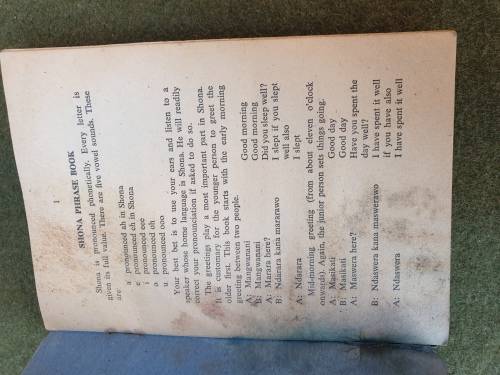 1
SHONA PHRASE BOOK
Shona is pronounced phonetically. Every letter is
given its full value. There are five vowel sounds. These
are
a pronounced ah in Shona
e pronounced eh in Shona
i pronounced eee
o pronounced oh
u pronounced ooo
Your best bet is to use your ears and listen to a
speaker whose home language is Shona. He will readily
correct your pronounciation if asked to do so.
The greetings play a most important part in Shona.
It is customary for the younger person to greet the
older first. This book starts with the early morning
greeting between two people.
A: Mangwanani Good morning
B: Mangwanani Good morning
A: Marara here? Did you sleep well?
B: Ndarara kana mararawo I slept if you slept
well also
A: Ndarara I slept
Mid-morning greeting (from about eleven o'clock
onwards). Again, the junior person sets things going.
A: Masikati Good day
B: Masikati Good day
A: Maswera here? Have you spent the
day well?
B: Ndaswera kana maswerawo I have spent it well
if you have also
A: Ndaswera I have spent it well